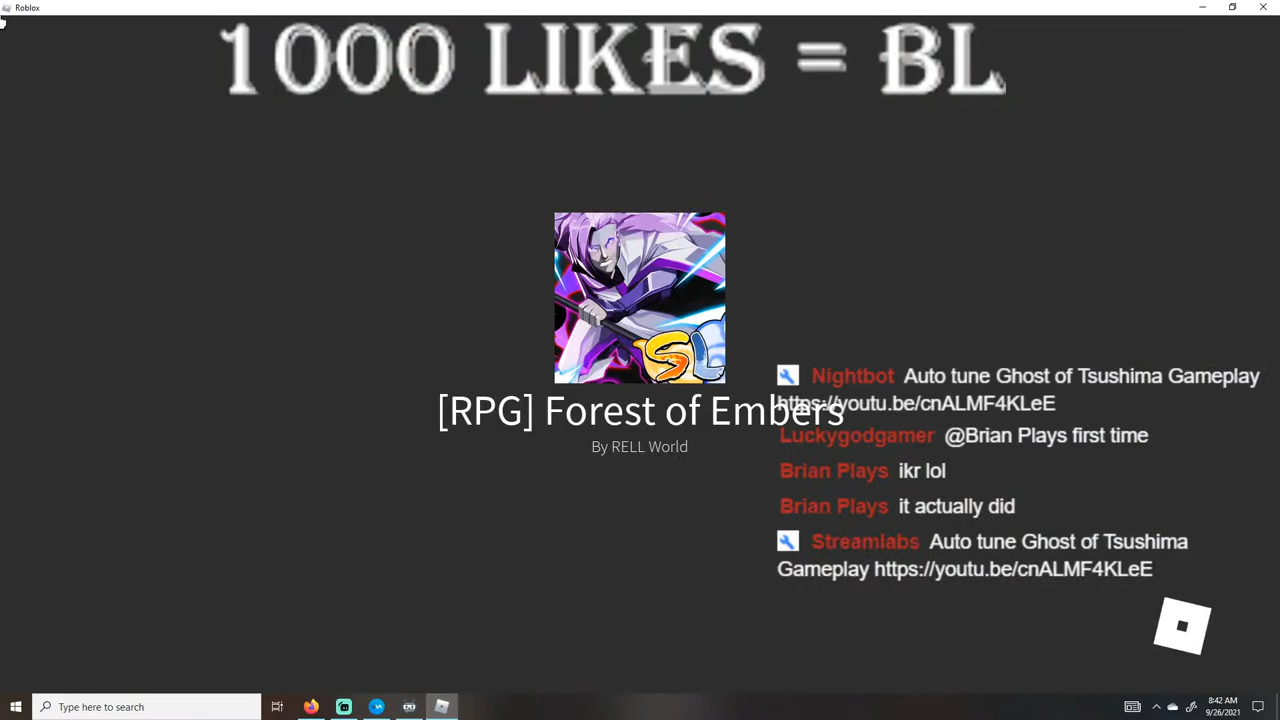 Roblox
1000 LIKES = BL
SL
[RPG] Forest of Embers
By RELL World
Nightbot Auto tune Ghost of Tsushima Gameplay
https://youtu.be/cnALMF4KLeE
Luckygodgamer @Brian Plays first time
Brian Plays ikr lol
Brian Plays it actually did
Streamlabs Auto tune Ghost of Tsushima
Gameplay https://youtu.be/cnALMF4KLeE
Type here to search
8:42 AM
9/26/2021